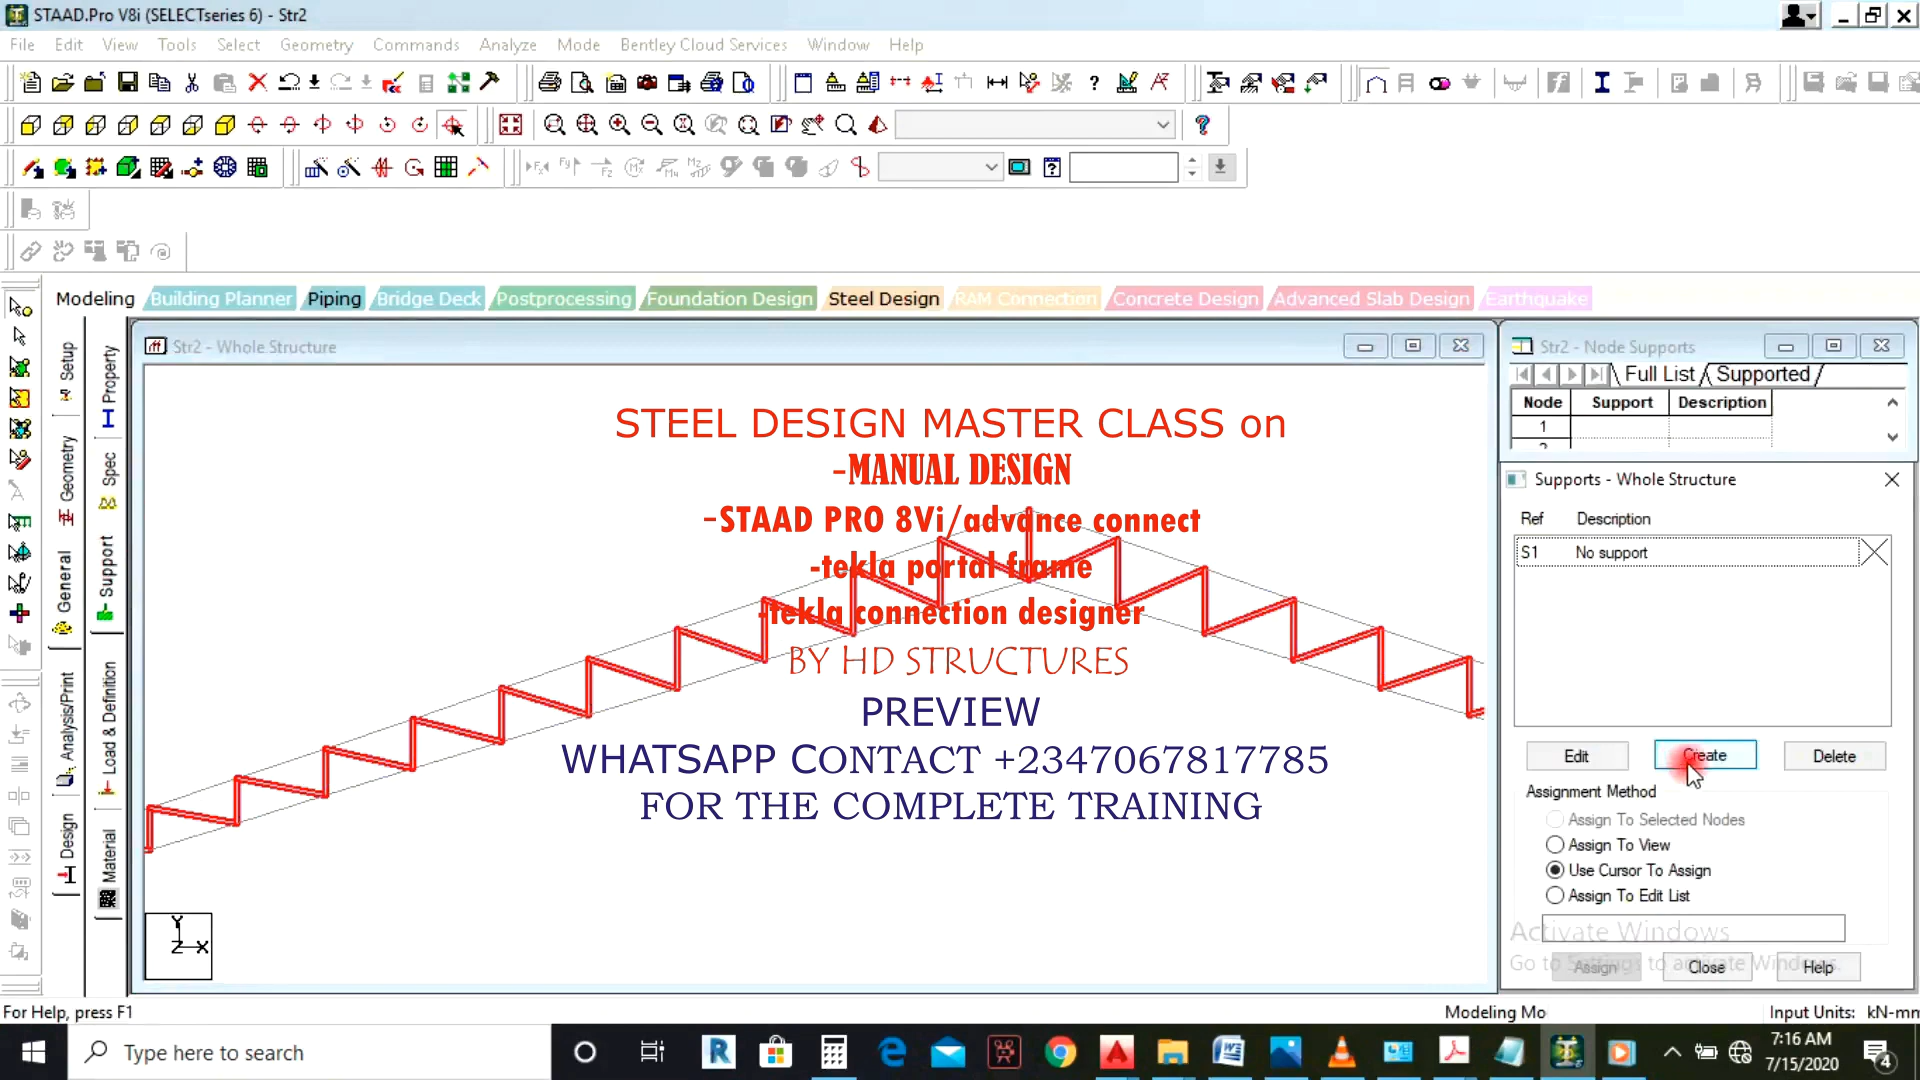 STAAD.Pro V8i (SELECTseries 6) - Str2
File Edit View Tools Select Geometry Commands Analyze Mode Bentley Cloud Services Window Help
Modeling Building Planner Piping Bridge Deck Postprocessing Foundation Design Steel Design RAM Connection Concrete Design Advanced Slab Design Earthquake
Setup
Geometry
General
Analysis/Print
Design
Property
Spec
Support
Load & Definition
Material
Str2 - Whole Structure
STEEL DESIGN MASTER CLASS on
-MANUAL DESIGN
-STAAD PRO 8Vi/advance connect
-tekla portal frame
-tekla connection designer
BY HD STRUCTURES
PREVIEW
WHATSAPP CONTACT +2347067817785
FOR THE COMPLETE TRAINING
Y
Z X
Str2 - Node Supports
Full List Supported
Node Support Description
1
Supports - Whole Structure
Ref Description
S1 No support
Edit Create Delete
Assignment Method
Assign To Selected Nodes
Assign To View
Use Cursor To Assign
Assign To Edit List
Activate Windows
Go to Settings to activate Windows.
Assign Close Help
For Help, press F1
Modeling Mo
Input Units: kN-mm
Type here to search
7:16 AM
7/15/2020
4